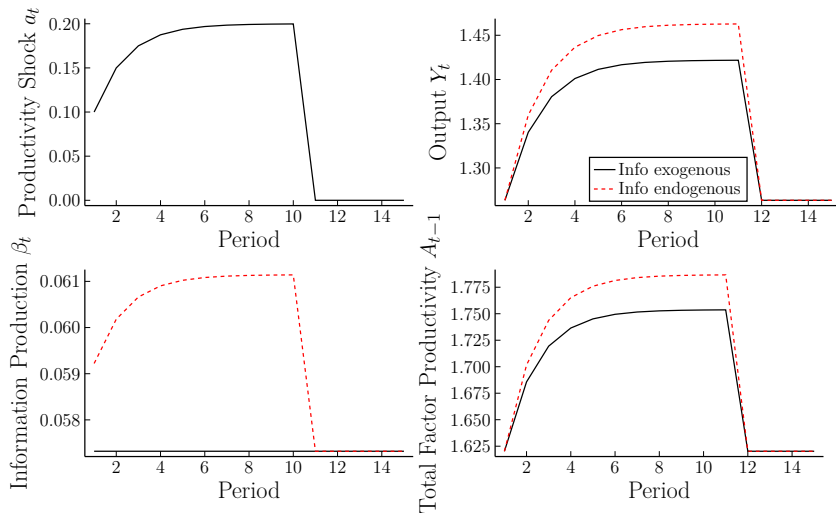 Productivity Shock a_t
0.20
0.15
0.10
0.05
0.00
2 4 6 8 10 12 14
Period
Output Y_t
1.45
1.40
1.35
1.30
Info exogenous
Info endogenous
2 4 6 8 10 12 14
Period
Information Production β_t
0.061
0.060
0.059
0.058
2 4 6 8 10 12 14
Period
Total Factor Productivity A_{t−1}
1.775
1.750
1.725
1.700
1.675
1.650
1.625
2 4 6 8 10 12 14
Period